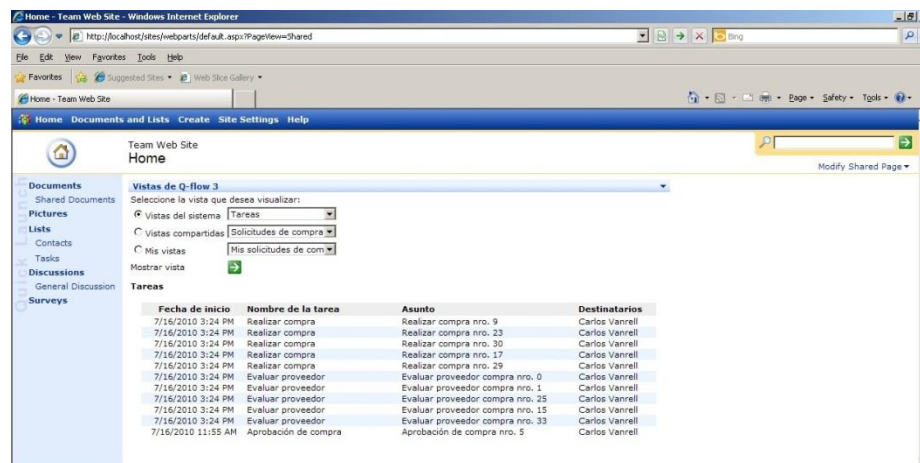 Home - Team Web Site - Windows Internet Explorer
http://localhost/sites/webparts/default.aspx?PageView=Shared
Bing
File Edit View Favorites Tools Help
Favorites Suggested Sites Web Slice Gallery
Home - Team Web Site
Page Safety Tools
Home Documents and Lists Create Site Settings Help
Team Web Site
Home
Modify Shared Page
Quick Launch
Documents
Shared Documents
Pictures
Lists
Contacts
Tasks
Discussions
General Discussion
Surveys
Vistas de Q-flow 3
Seleccione la vista que desea visualizar:
Vistas del sistema Tareas
Vistas compartidas Solicitudes de compra
Mis vistas Mis solicitudes de com
Mostrar vista
Tareas
Fecha de inicio Nombre de la tarea Asunto Destinatarios
7/16/2010 3:24 PM Realizar compra Realizar compra nro. 9 Carlos Vanrell
7/16/2010 3:24 PM Realizar compra Realizar compra nro. 23 Carlos Vanrell
7/16/2010 3:24 PM Realizar compra Realizar compra nro. 30 Carlos Vanrell
7/16/2010 3:24 PM Realizar compra Realizar compra nro. 17 Carlos Vanrell
7/16/2010 3:24 PM Realizar compra Realizar compra nro. 29 Carlos Vanrell
7/16/2010 3:24 PM Evaluar proveedor Evaluar proveedor compra nro. 0 Carlos Vanrell
7/16/2010 3:24 PM Evaluar proveedor Evaluar proveedor compra nro. 1 Carlos Vanrell
7/16/2010 3:24 PM Evaluar proveedor Evaluar proveedor compra nro. 25 Carlos Vanrell
7/16/2010 3:24 PM Evaluar proveedor Evaluar proveedor compra nro. 15 Carlos Vanrell
7/16/2010 3:24 PM Evaluar proveedor Evaluar proveedor compra nro. 33 Carlos Vanrell
7/16/2010 11:55 AM Aprobación de compra Aprobación de compra nro. 5 Carlos Vanrell